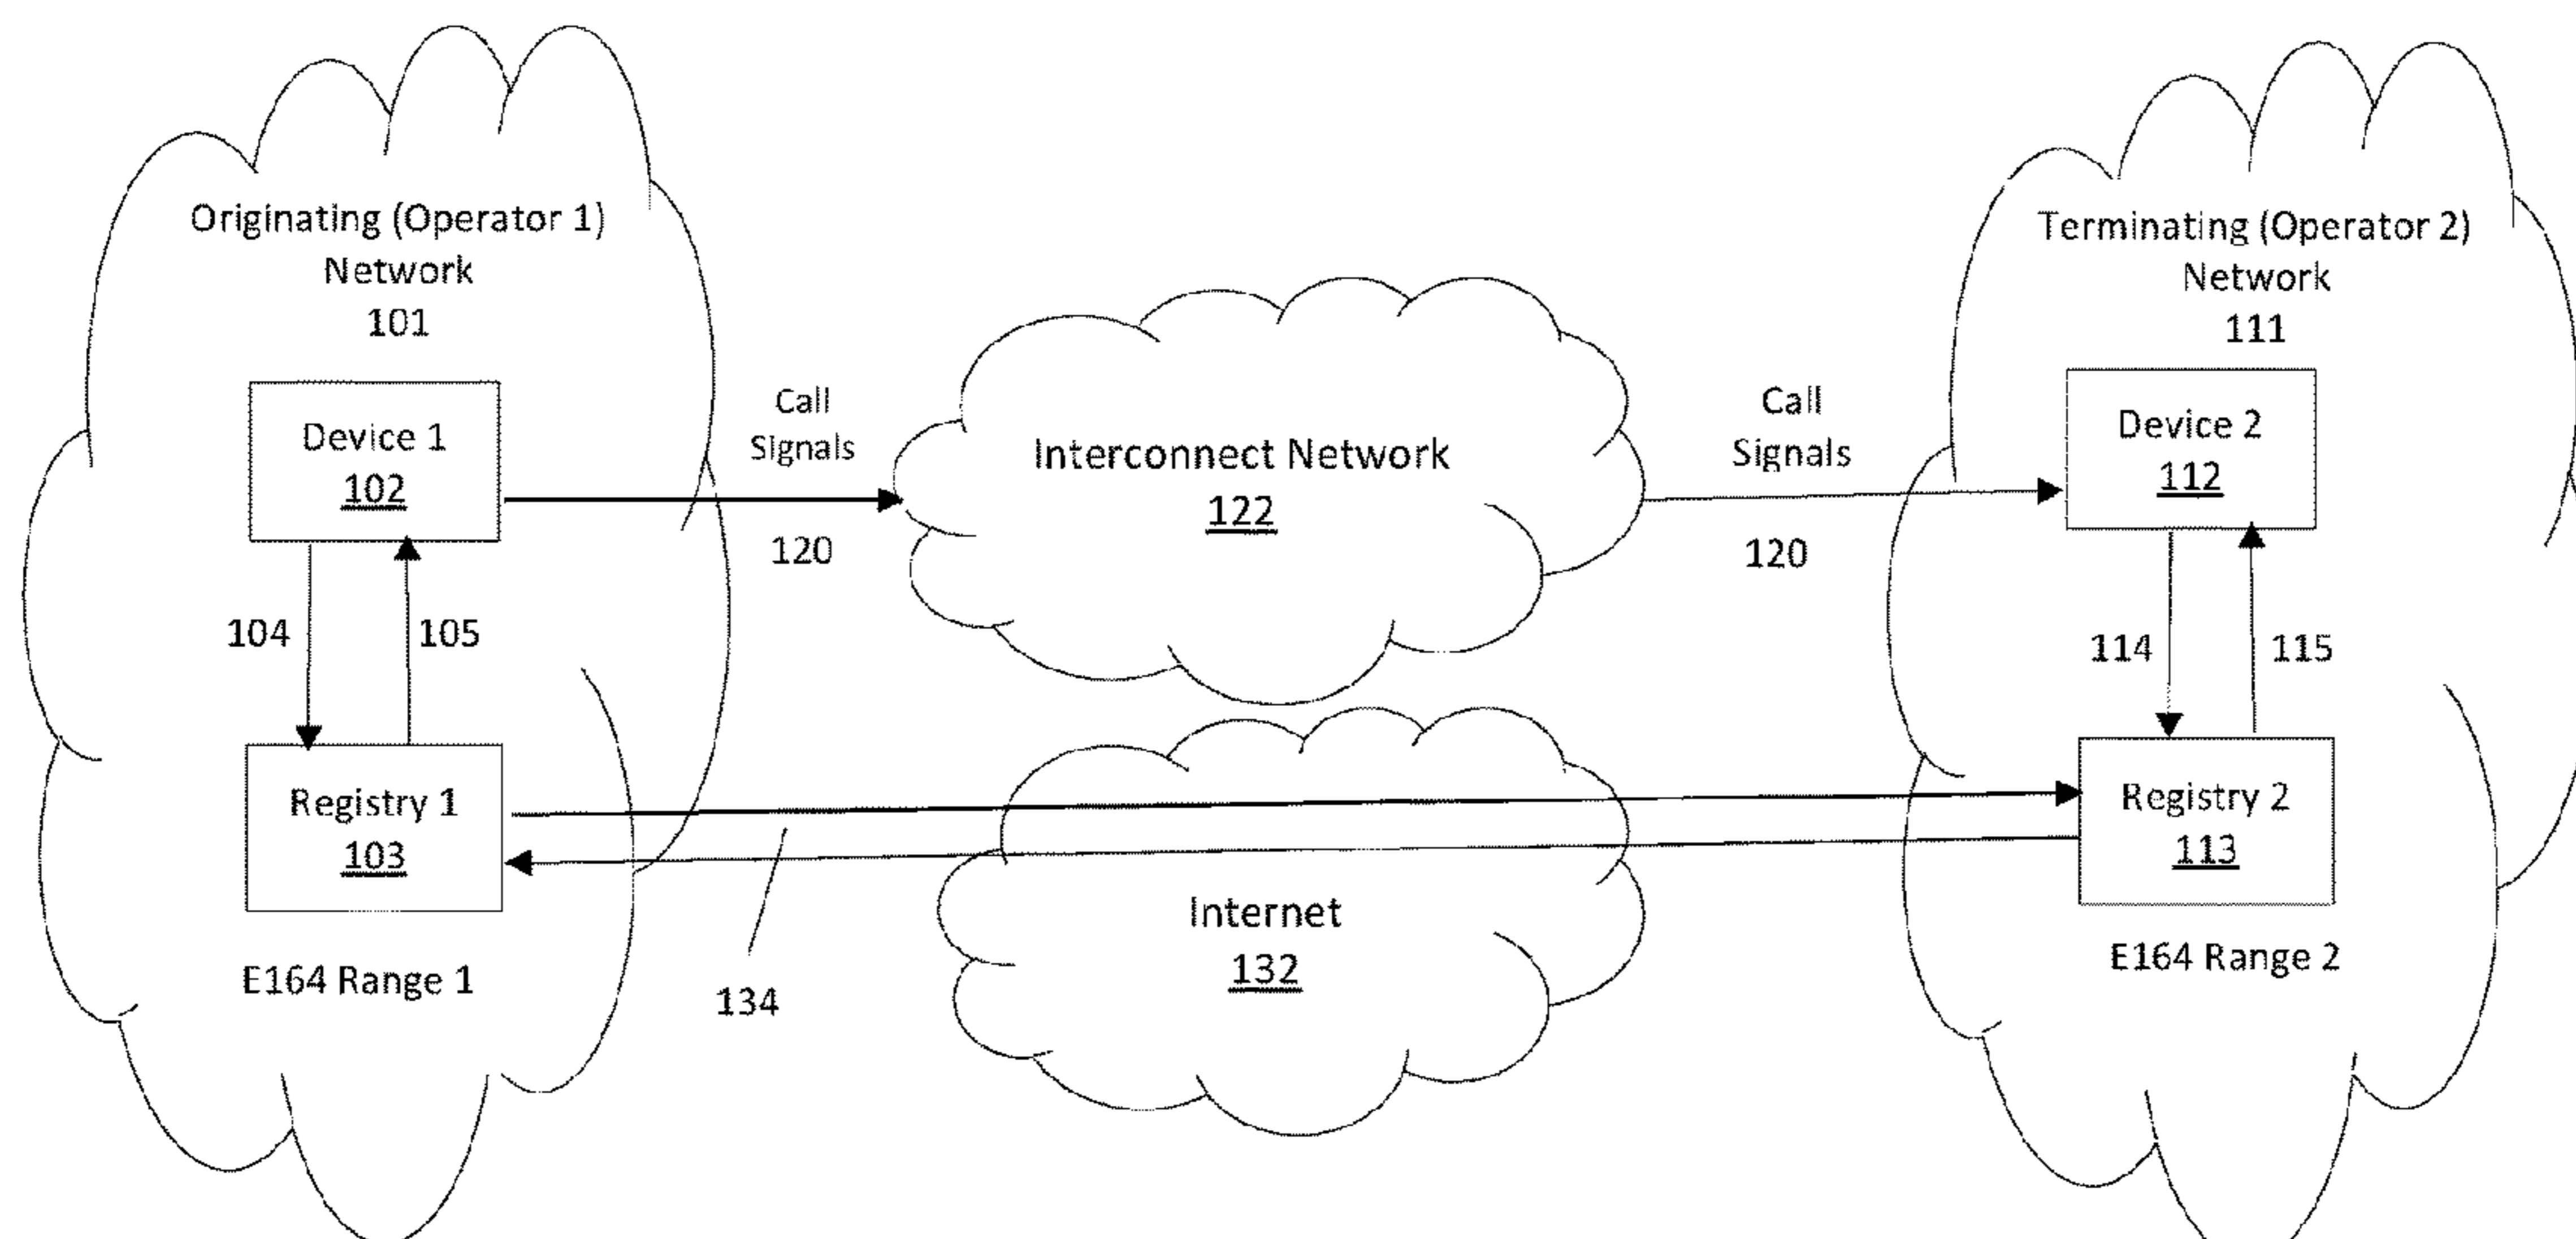 Originating (Operator 1)
Network
101
Device 1
102
104
105
Registry 1
103
E164 Range 1
Call
Signals
120
Interconnect Network
122
Call
Signals
120
134
Internet
132
Terminating (Operator 2)
Network
111
Device 2
112
114
115
Registry 2
113
E164 Range 2